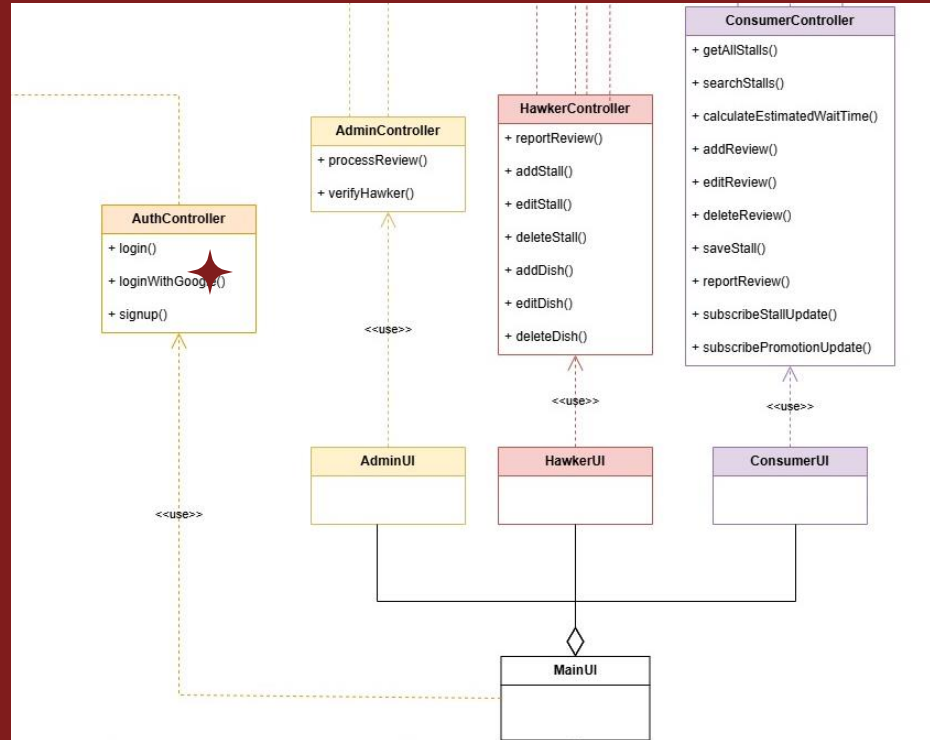 ConsumerController
+ getAllStalls()
+ searchStalls()
+ calculateEstimatedWaitTime()
+ addReview()
+ editReview()
+ deleteReview()
+ saveStall()
+ reportReview()
+ subscribeStallUpdate()
+ subscribePromotionUpdate()
HawkerController
+ reportReview()
+ addStall()
+ editStall()
+ deleteStall()
+ addDish()
+ editDish()
+ deleteDish()
AdminController
+ processReview()
+ verifyHawker()
AuthController
+ login()
+ loginWithGoogle()
+ signup()
<<use>>
<<use>>
<<use>>
AdminUI
HawkerUI
ConsumerUI
<<use>>
MainUI